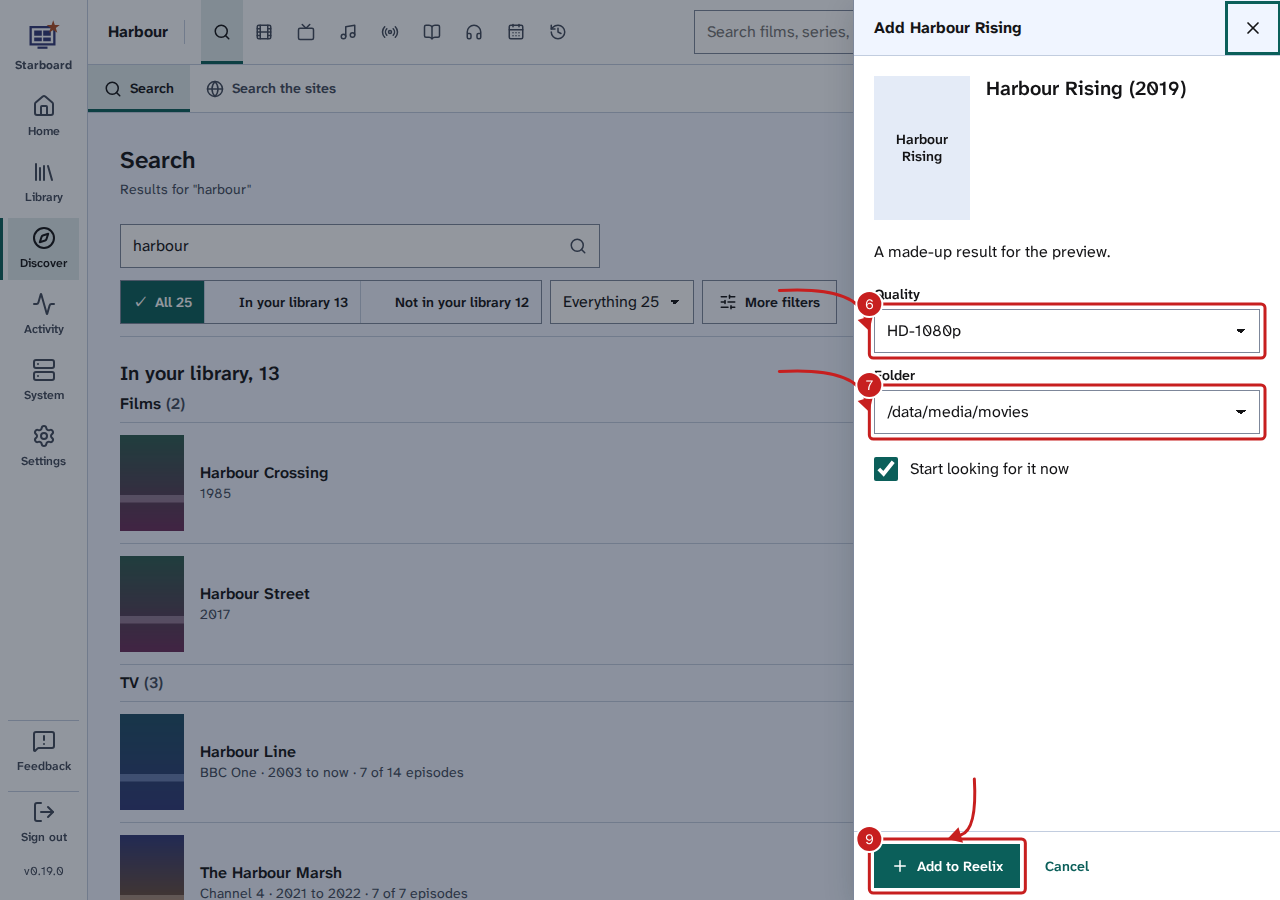 Starboard
Home
Library
Discover
Activity
System
Settings
Feedback
Sign out
v0.19.0
Harbour
Search films, series,
Search
Search the sites
Search
Results for "harbour"
harbour
All 25
In your library 13
Not in your library 12
Everything 25
More filters
In your library, 13
Films (2)
Harbour Crossing
1985
Harbour Street
2017
TV (3)
Harbour Line
BBC One · 2003 to now · 7 of 14 episodes
The Harbour Marsh
Channel 4 · 2021 to 2022 · 7 of 7 episodes
Add Harbour Rising
Harbour
Rising
Harbour Rising (2019)
A made-up result for the preview.
6
Quality
HD-1080p
7
Folder
/data/media/movies
Start looking for it now
9
Add to Reelix
Cancel